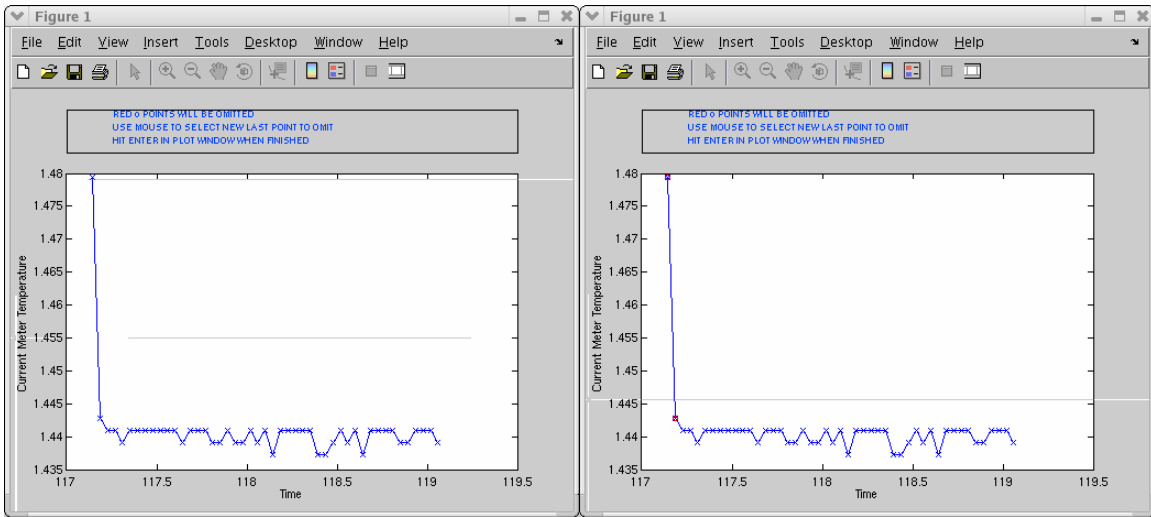 Figure 1
File Edit View Insert Tools Desktop Window Help
RED o POINTS WILL BE OMITTED
USE MOUSE TO SELECT NEW LAST POINT TO OMIT
HIT ENTER IN PLOT WINDOW WHEN FINISHED
1.48
1.475
1.47
1.465
1.46
1.455
1.45
1.445
1.44
1.435
Current Meter Temperature
117 117.5 118 118.5 119 119.5
Time
Figure 1
File Edit View Insert Tools Desktop Window Help
RED o POINTS WILL BE OMITTED
USE MOUSE TO SELECT NEW LAST POINT TO OMIT
HIT ENTER IN PLOT WINDOW WHEN FINISHED
1.48
1.475
1.47
1.465
1.46
1.455
1.45
1.445
1.44
1.435
Current Meter Temperature
117 117.5 118 118.5 119 119.5
Time